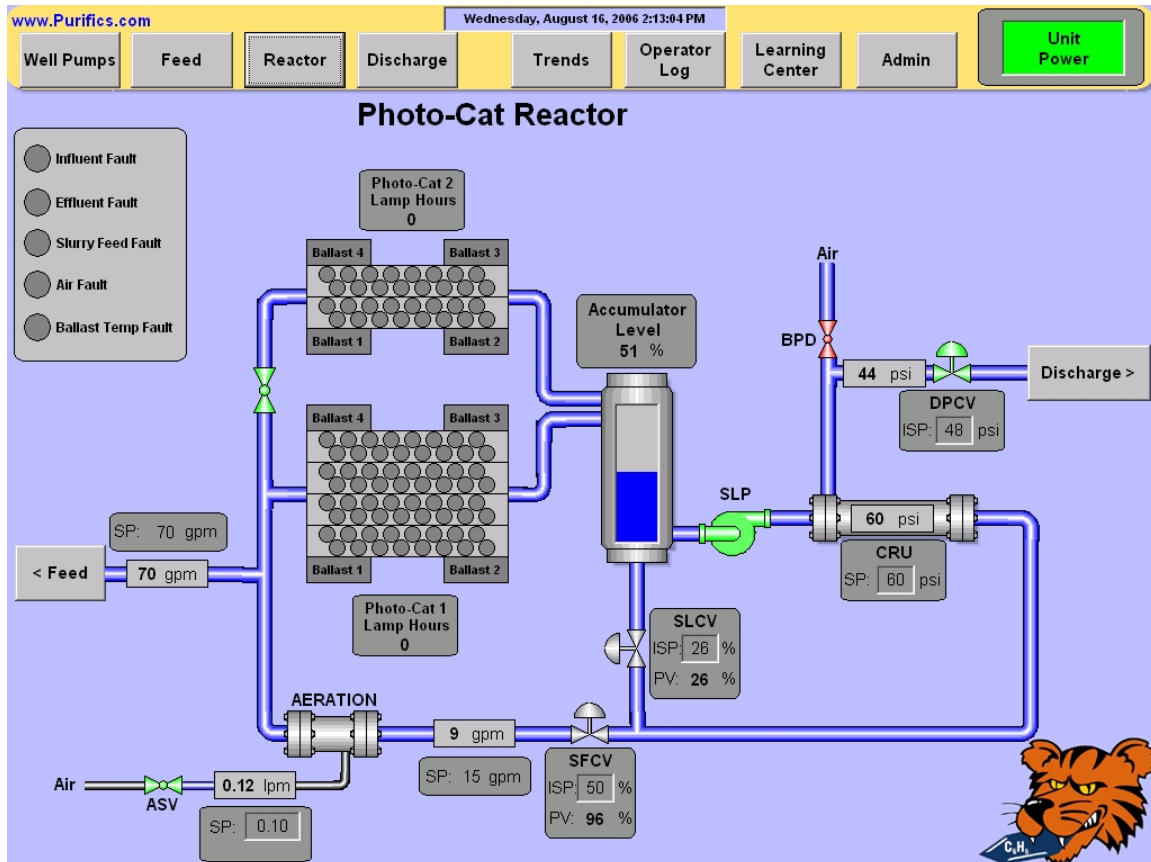 www.Purifics.com
Wednesday, August 16, 2006 2:13:04 PM
Well Pumps
Feed
Reactor
Discharge
Trends
Operator
Log
Learning
Center
Admin
Unit
Power
Photo-Cat Reactor
Influent Fault
Effluent Fault
Slurry Feed Fault
Air Fault
Ballast Temp Fault
Photo-Cat 2
Lamp Hours
0
Ballast 4
Ballast 3
Ballast 1
Ballast 2
Accumulator
Level
51 %
Air
BPD
44 psi
Discharge >
DPCV
ISP: 48 psi
Ballast 4
Ballast 3
Ballast 1
Ballast 2
SLP
60 psi
CRU
SP: 60 psi
SP: 70 gpm
< Feed
70 gpm
Photo-Cat 1
Lamp Hours
0
SLCV
ISP: 26 %
PV: 26 %
AERATION
9 gpm
SP: 15 gpm
SFCV
ISP: 50 %
PV: 96 %
Air
ASV
0.12 lpm
SP: 0.10
C6H6